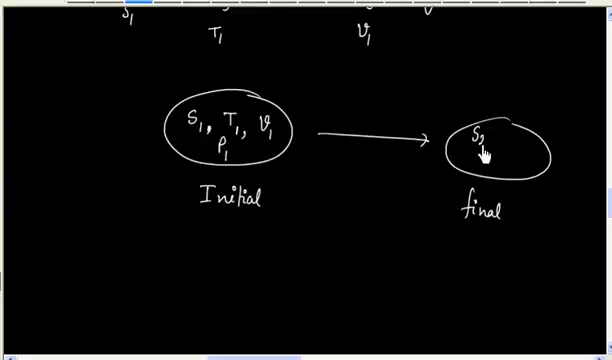 S₁
T₁ V₁
S₁, T₁, V₁
P₁
S₂
Initial
final